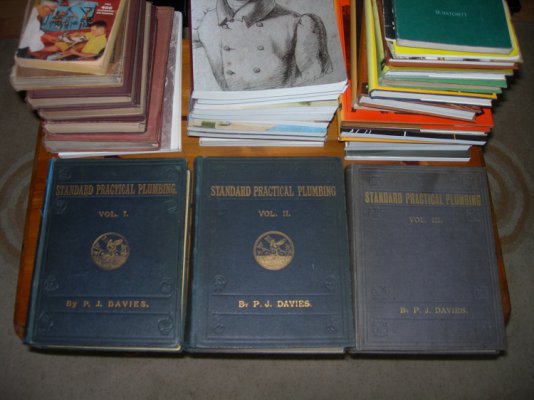 W. HATCHETT
STANDARD PRACTICAL PLUMBING.
VOL. I.
BY P. J. DAVIES.
STANDARD PRACTICAL PLUMBING
VOL. II.
BY P. J. DAVIES.
STANDARD PRACTICAL PLUMBING
VOL. III.
BY P. J. DAVIES.